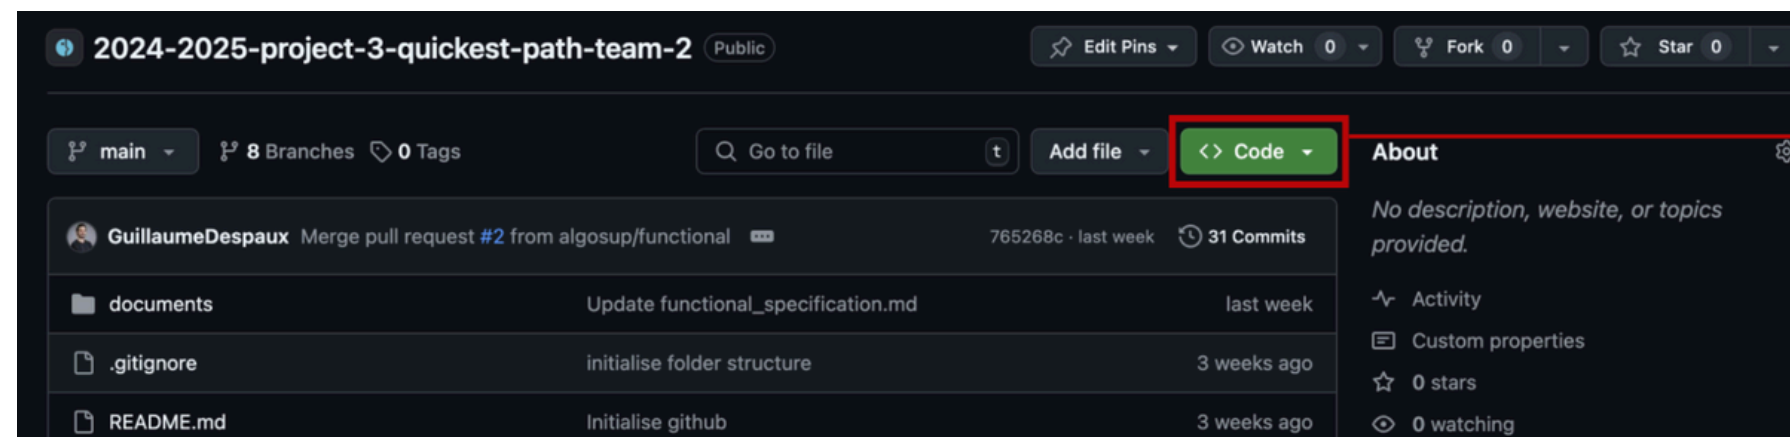 2024-2025-project-3-quickest-path-team-2 Public Edit Pins Watch 0 Fork 0 Star 0
main 8 Branches 0 Tags Go to file t Add file <> Code About
No description, website, or topics
provided.
GuillaumeDespaux Merge pull request #2 from algosup/functional 765268c · last week 31 Commits
documents Update functional_specification.md last week
Activity
.gitignore initialise folder structure 3 weeks ago
Custom properties
0 stars
README.md Initialise github 3 weeks ago
0 watching